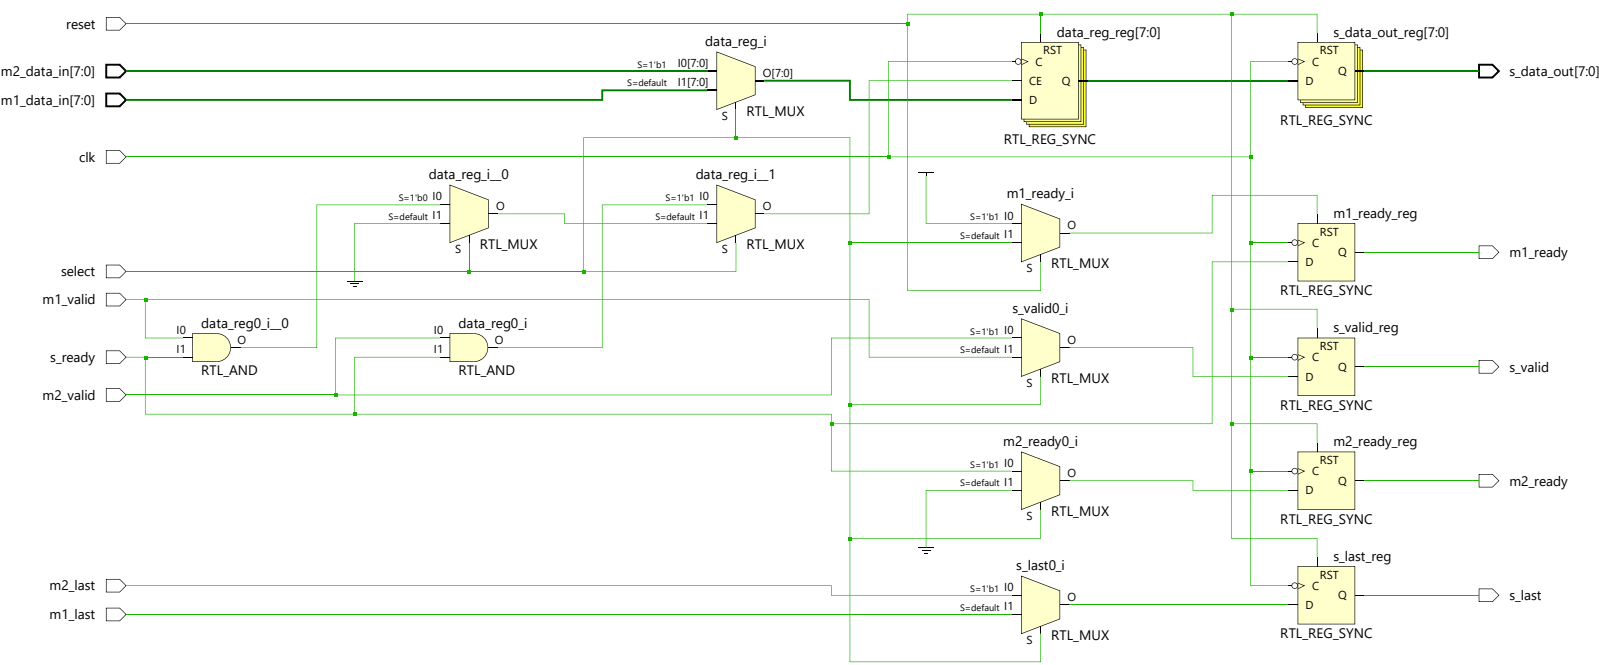 reset
m2_data_in[7:0]
m1_data_in[7:0]
clk
select
m1_valid
s_ready
m2_valid
m2_last
m1_last
data_reg_i
S=1'b1 I0[7:0]
S=default I1[7:0]
O[7:0]
S
RTL_MUX
data_reg_reg[7:0]
RST
C
CE
D
Q
RTL_REG_SYNC
s_data_out_reg[7:0]
RST
C
D
Q
RTL_REG_SYNC
s_data_out[7:0]
data_reg_i__0
S=1'b0 I0
S=default I1
O
S
RTL_MUX
data_reg_i__1
S=1'b1 I0
S=default I1
O
S
RTL_MUX
m1_ready_i
S=1'b1 I0
S=default I1
O
S
RTL_MUX
m1_ready_reg
RST
C
D
Q
RTL_REG_SYNC
m1_ready
data_reg0_i__0
I0
I1
O
RTL_AND
data_reg0_i
I0
I1
O
RTL_AND
s_valid0_i
S=1'b1 I0
S=default I1
O
S
RTL_MUX
s_valid_reg
RST
C
D
Q
RTL_REG_SYNC
s_valid
m2_ready0_i
S=1'b1 I0
S=default I1
O
S
RTL_MUX
m2_ready_reg
RST
C
D
Q
RTL_REG_SYNC
m2_ready
s_last0_i
S=1'b1 I0
S=default I1
O
S
RTL_MUX
s_last_reg
RST
C
D
Q
RTL_REG_SYNC
s_last